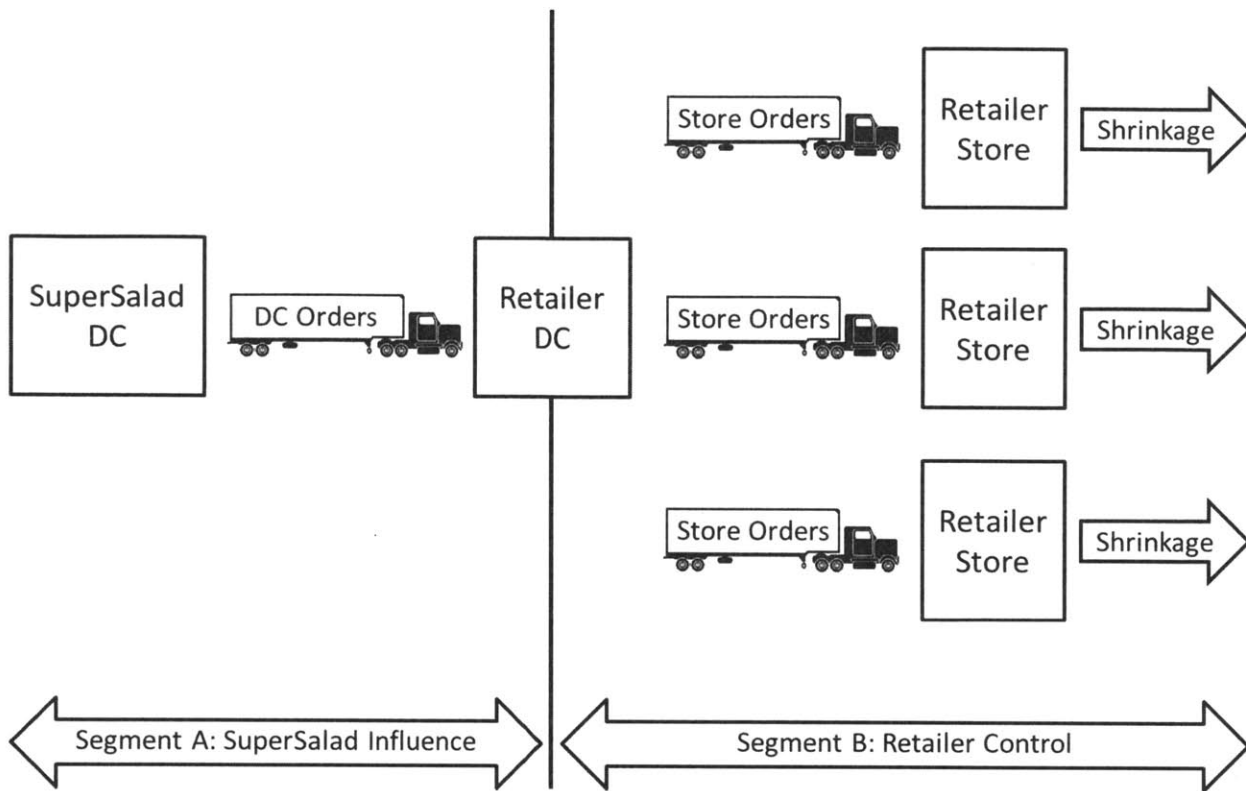 Store Orders
Retailer
Store
Shrinkage
SuperSalad
DC
DC Orders
Retailer
DC
Store Orders
Retailer
Store
Shrinkage
Store Orders
Retailer
Store
Shrinkage
Segment A: SuperSalad Influence
Segment B: Retailer Control